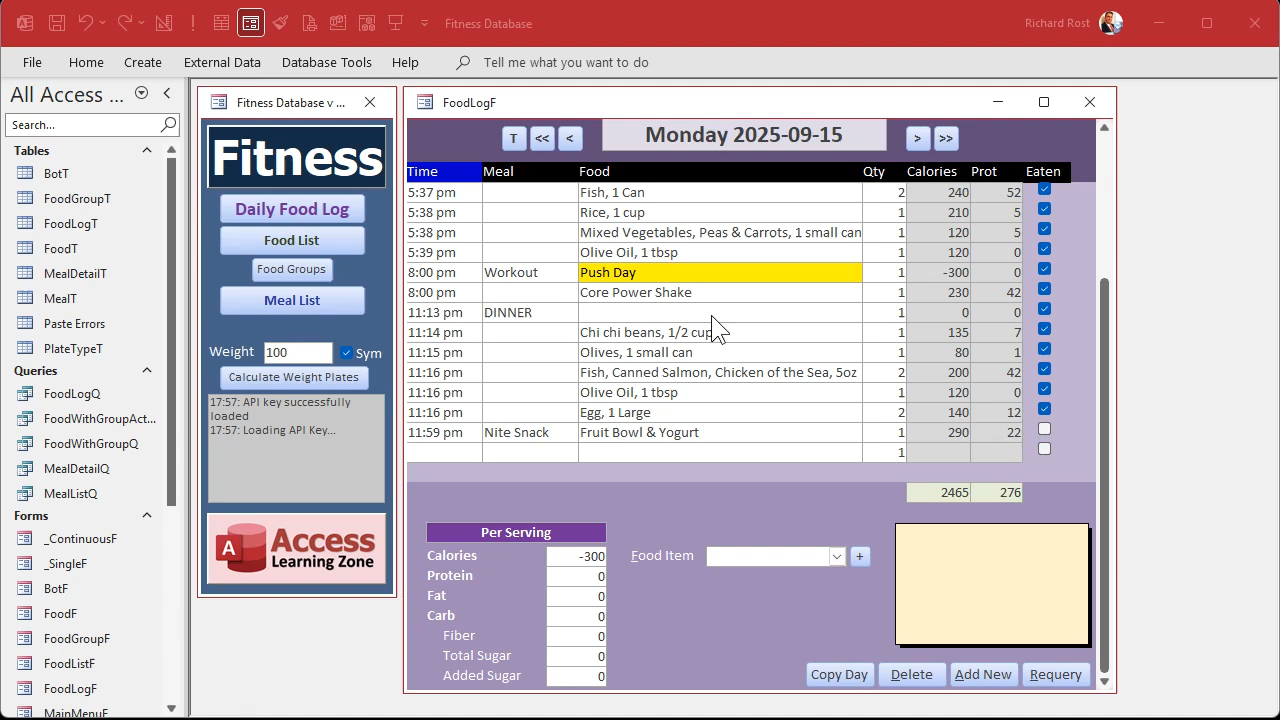 Fitness Database
Richard Rost
File Home Create External Data Database Tools Help Tell me what you want to do
All Access ...
Search...
Tables
BotT
FoodGroupT
FoodLogT
FoodT
MealDetailT
MealT
Paste Errors
PlateTypeT
Queries
FoodLogQ
FoodWithGroupAct...
FoodWithGroupQ
MealDetailQ
MealListQ
Forms
_ContinuousF
_SingleF
BotF
FoodF
FoodGroupF
FoodListF
FoodLogF
MainMenuF
Fitness Database v ...
Fitness
Daily Food Log
Food List
Food Groups
Meal List
Weight 100 Sym
Calculate Weight Plates
17:57: API key successfully
loaded
17:57: Loading API Key...
A Access
Learning Zone
FoodLogF
T << < Monday 2025-09-15 > >>
Time Meal Food Qty Calories Prot Eaten
5:37 pm Fish, 1 Can 2 240 52
5:38 pm Rice, 1 cup 1 210 5
5:38 pm Mixed Vegetables, Peas & Carrots, 1 small can 1 120 5
5:39 pm Olive Oil, 1 tbsp 1 120 0
8:00 pm Workout Push Day 1 -300 0
8:00 pm Core Power Shake 1 230 42
11:13 pm DINNER 1 0 0
11:14 pm Chi chi beans, 1/2 cup 1 135 7
11:15 pm Olives, 1 small can 1 80 1
11:16 pm Fish, Canned Salmon, Chicken of the Sea, 5oz 2 200 42
11:16 pm Olive Oil, 1 tbsp 1 120 0
11:16 pm Egg, 1 Large 2 140 12
11:59 pm Nite Snack Fruit Bowl & Yogurt 1 290 22
1
2465 276
Per Serving
Calories -300
Protein 0
Fat 0
Carb 0
Fiber 0
Total Sugar 0
Added Sugar 0
Food Item +
Copy Day Delete Add New Requery